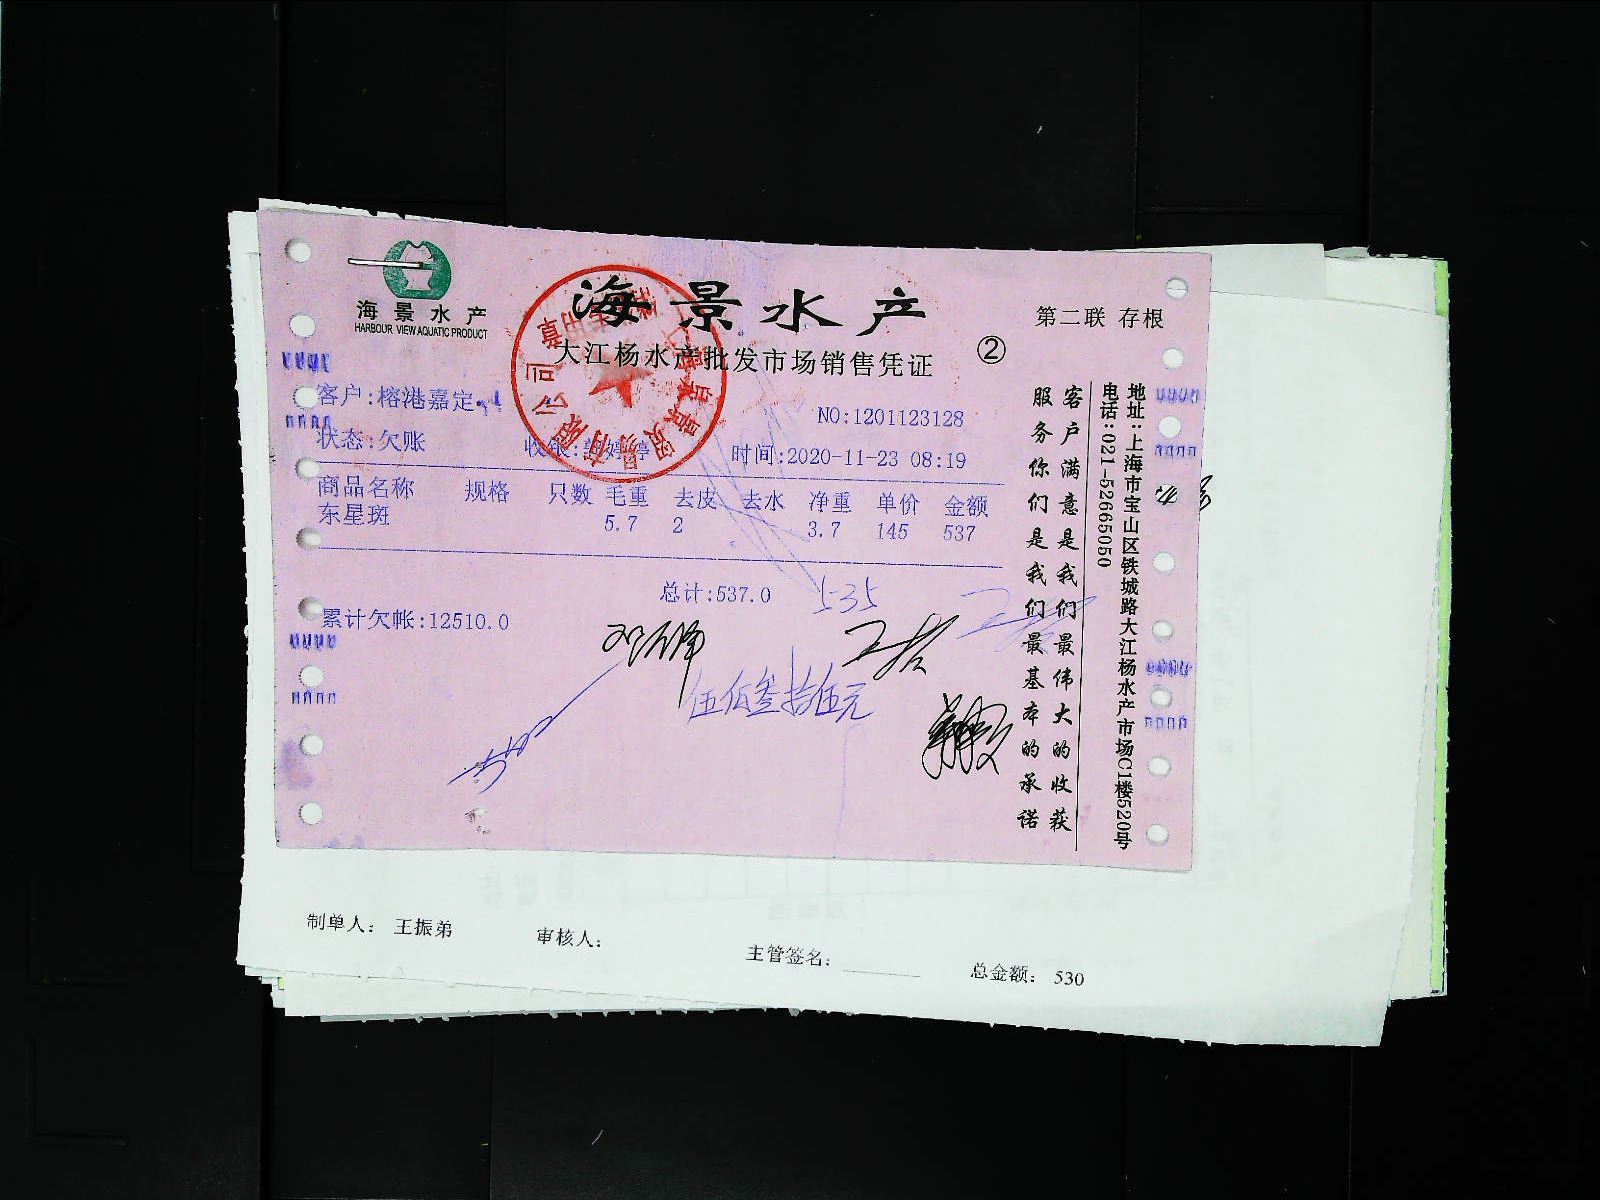 海景水产
HARBOUR VIEW AQUATIC PRODUCT
海景水产
大江杨水产批发市场销售凭证
②
第二联 存根
客户:榕港嘉定
NO:1201123128
状态:欠账
收银:
时间:2020-11-23 08:19
商品名称 规格 只数 毛重 去皮 去水 净重 单价 金额
东星斑 5.7 2 3.7 145 537
总计:537.0 535
累计欠帐:12510.0
伍佰叁拾伍元
客户满意是我们最伟大的收获
服务你们是我们最基本的承诺
地址:上海市宝山区铁城路大江杨水产市场C1楼520号
电话:021-52665050
有限公司
制单人: 王振弟 审核人: 主管签名: 总金额: 530